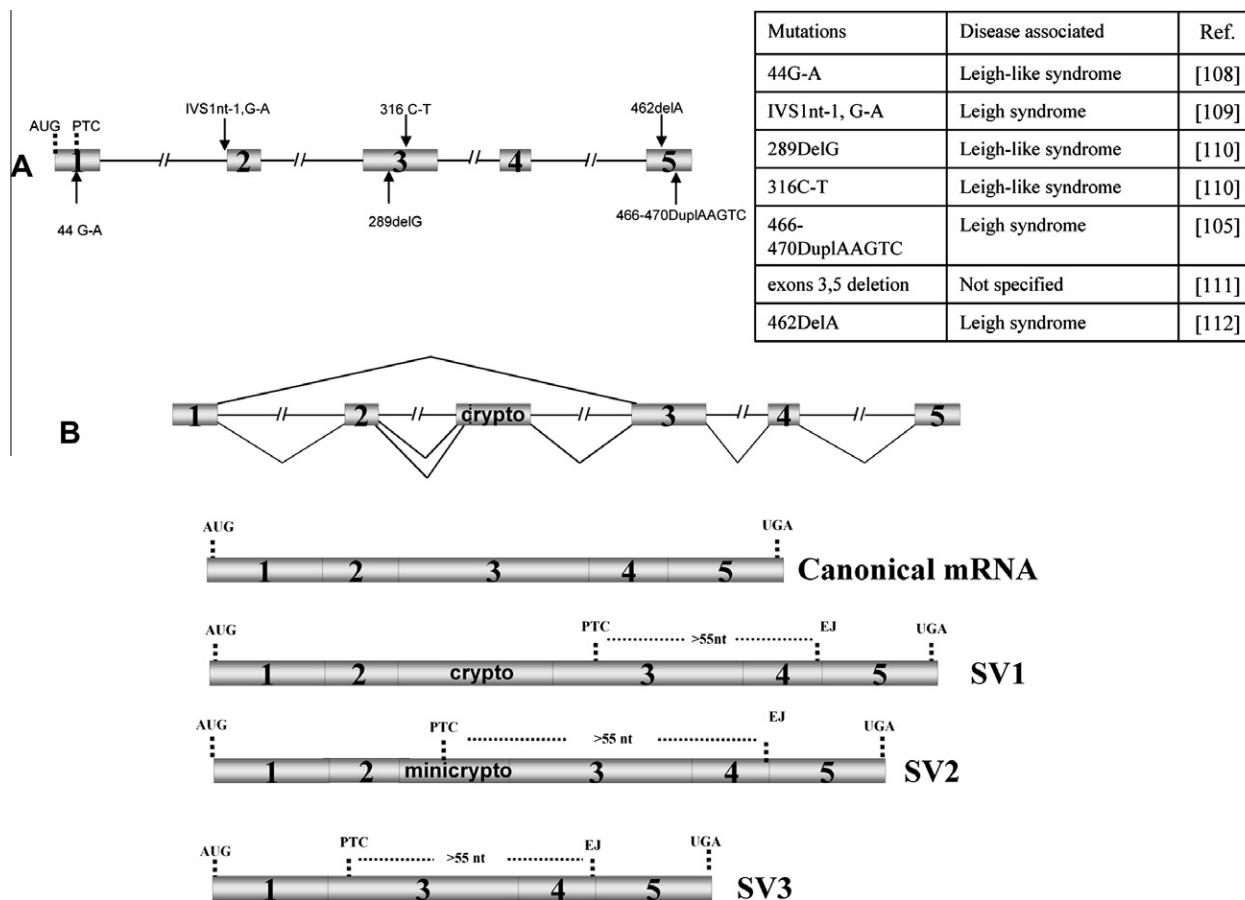 IVS1nt-1,G-A
316 C-T
462delA
AUG PTC
A
1 2 3 4 5
44 G-A
289delG
466-470DuplAAGTC
Mutations Disease associated Ref.
44G-A Leigh-like syndrome [108]
IVS1nt-1, G-A Leigh syndrome [109]
289DelG Leigh-like syndrome [110]
316C-T Leigh-like syndrome [110]
466-
470DuplAAGTC Leigh syndrome [105]
exons 3,5 deletion Not specified [111]
462DelA Leigh syndrome [112]
B
1 2 crypto 3 4 5
AUG UGA
1 2 3 4 5 Canonical mRNA
AUG PTC >55nt EJ UGA
1 2 crypto 3 4 5 SV1
AUG PTC >55 nt EJ UGA
1 2 minicrypto 3 4 5 SV2
AUG PTC >55 nt EJ UGA
1 3 4 5 SV3